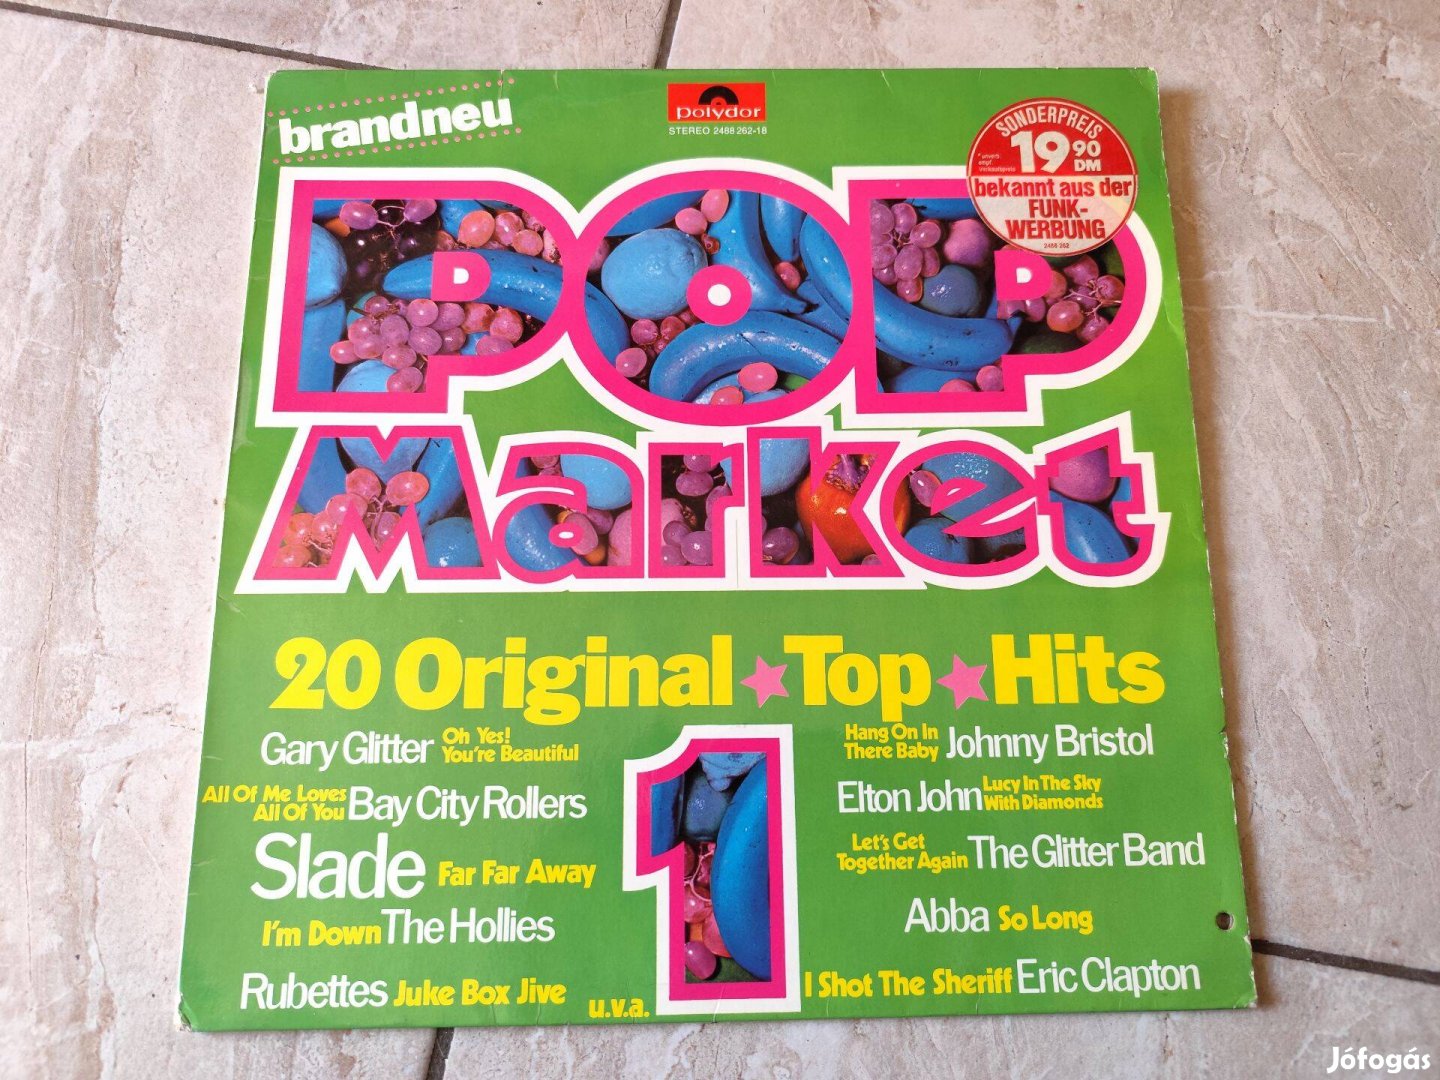 brandneu
polydor
STEREO 2488 262-18
SONDERPREIS
19 90
DM
bekannt aus der
FUNK-
WERBUNG
2488 262
POP
Market
20 Original Top Hits
Gary Glitter Oh Yes!
You're Beautiful
All Of Me Loves
All Of You Bay City Rollers
Slade Far Far Away
I'm Down The Hollies
Rubettes Juke Box Jive
u.v.a.
1
Hang On In
There Baby Johnny Bristol
Elton John Lucy In The Sky
With Diamonds
Let's Get
Together Again The Glitter Band
Abba So Long
I Shot The Sheriff Eric Clapton
Jófogás